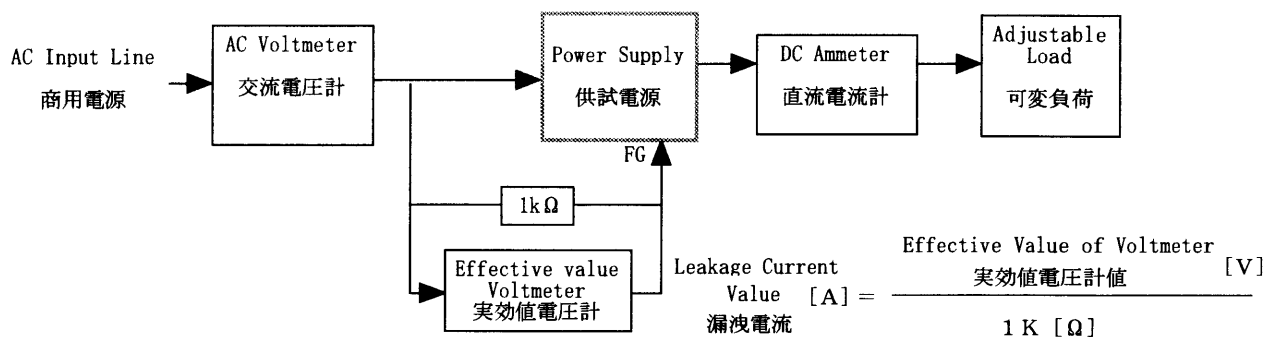 AC Input Line
商用電源
AC Voltmeter
交流電圧計
Power Supply
供試電源
DC Ammeter
直流電流計
Adjustable
Load
可変負荷
FG
1kΩ
Effective value
Voltmeter
実効値電圧計
Leakage Current
Value [A] =
漏洩電流
Effective Value of Voltmeter
実効値電圧計値 [V]
1 K [Ω]